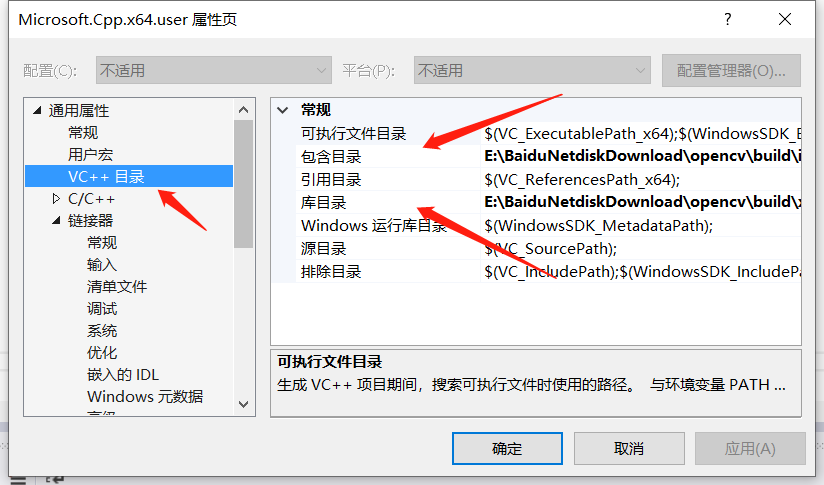 Microsoft.Cpp.x64.user 属性页
配置(C): 不适用 平台(P): 不适用 配置管理器(O)...
通用属性
常规
用户宏
VC++ 目录
C/C++
链接器
常规
输入
清单文件
调试
系统
优化
嵌入的 IDL
Windows 元数据
高级
常规
可执行文件目录 $(VC_ExecutablePath_x64);$(WindowsSDK_E
包含目录 E:\BaiduNetdiskDownload\opencv\build\i
引用目录 $(VC_ReferencesPath_x64);
库目录 E:\BaiduNetdiskDownload\opencv\build\x
Windows 运行库目录 $(WindowsSDK_MetadataPath);
源目录 $(VC_SourcePath);
排除目录 $(VC_IncludePath);$(WindowsSDK_IncludePa
可执行文件目录
生成 VC++ 项目期间，搜索可执行文件时使用的路径。 与环境变量 PATH ...
确定 取消 应用(A)